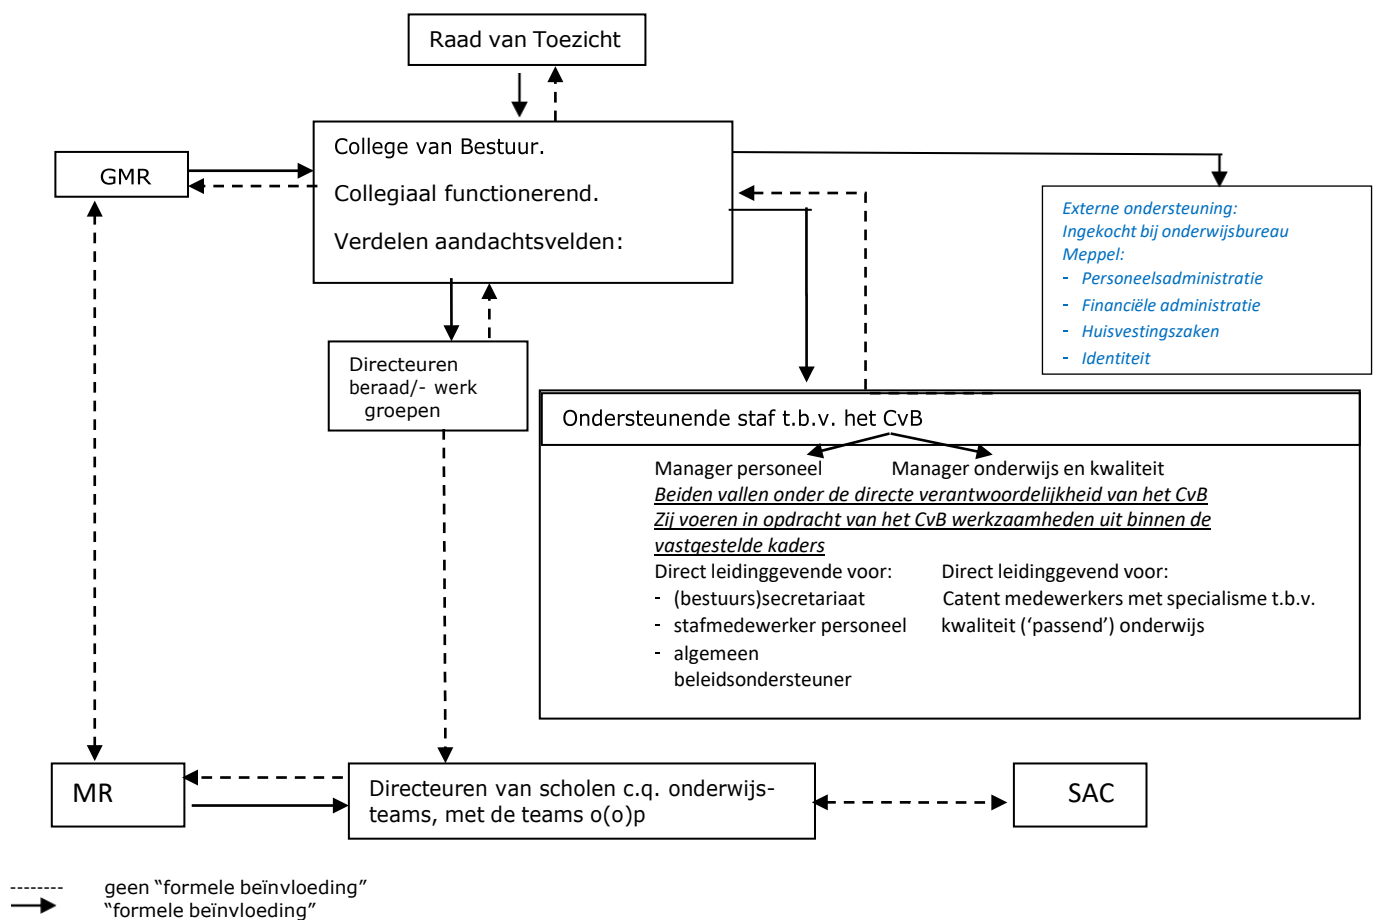 Raad van Toezicht
College van Bestuur.
Collegiaal functionerend.
Verdelen aandachtsvelden:
GMR
Externe ondersteuning:
Ingekocht bij onderwijsbureau
Meppel:
- Personeelsadministratie
- Financiële administratie
- Huisvestingszaken
- Identiteit
Directeuren
beraad/- werk
groepen
Ondersteunende staf t.b.v. het CvB
Manager personeel
Manager onderwijs en kwaliteit
Beiden vallen onder de directe verantwoordelijkheid van het CvB
Zij voeren in opdracht van het CvB werkzaamheden uit binnen de
vastgestelde kaders
Direct leidinggevende voor:
- (bestuurs)secretariaat
- stafmedewerker personeel
- algemeen
beleidsondersteuner
Direct leidinggevend voor:
Catent medewerkers met specialisme t.b.v.
kwaliteit (‘passend’) onderwijs
MR
Directeuren van scholen c.q. onderwijs-
teams, met de teams o(o)p
SAC
geen “formele beïnvloeding”
“formele beïnvloeding”